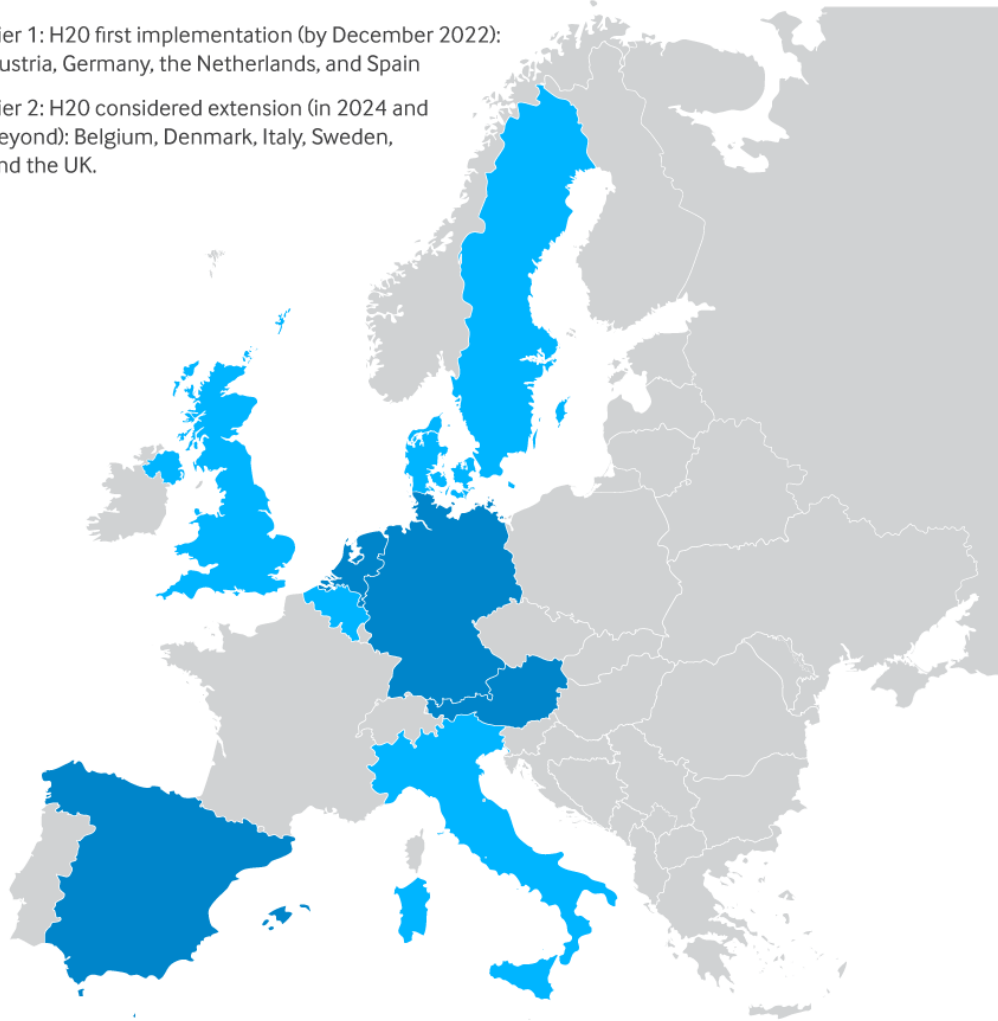 ier 1: H20 first implementation (by December 2022):
ustria, Germany, the Netherlands, and Spain
ier 2: H20 considered extension (in 2024 and
eyond): Belgium, Denmark, Italy, Sweden,
nd the UK.